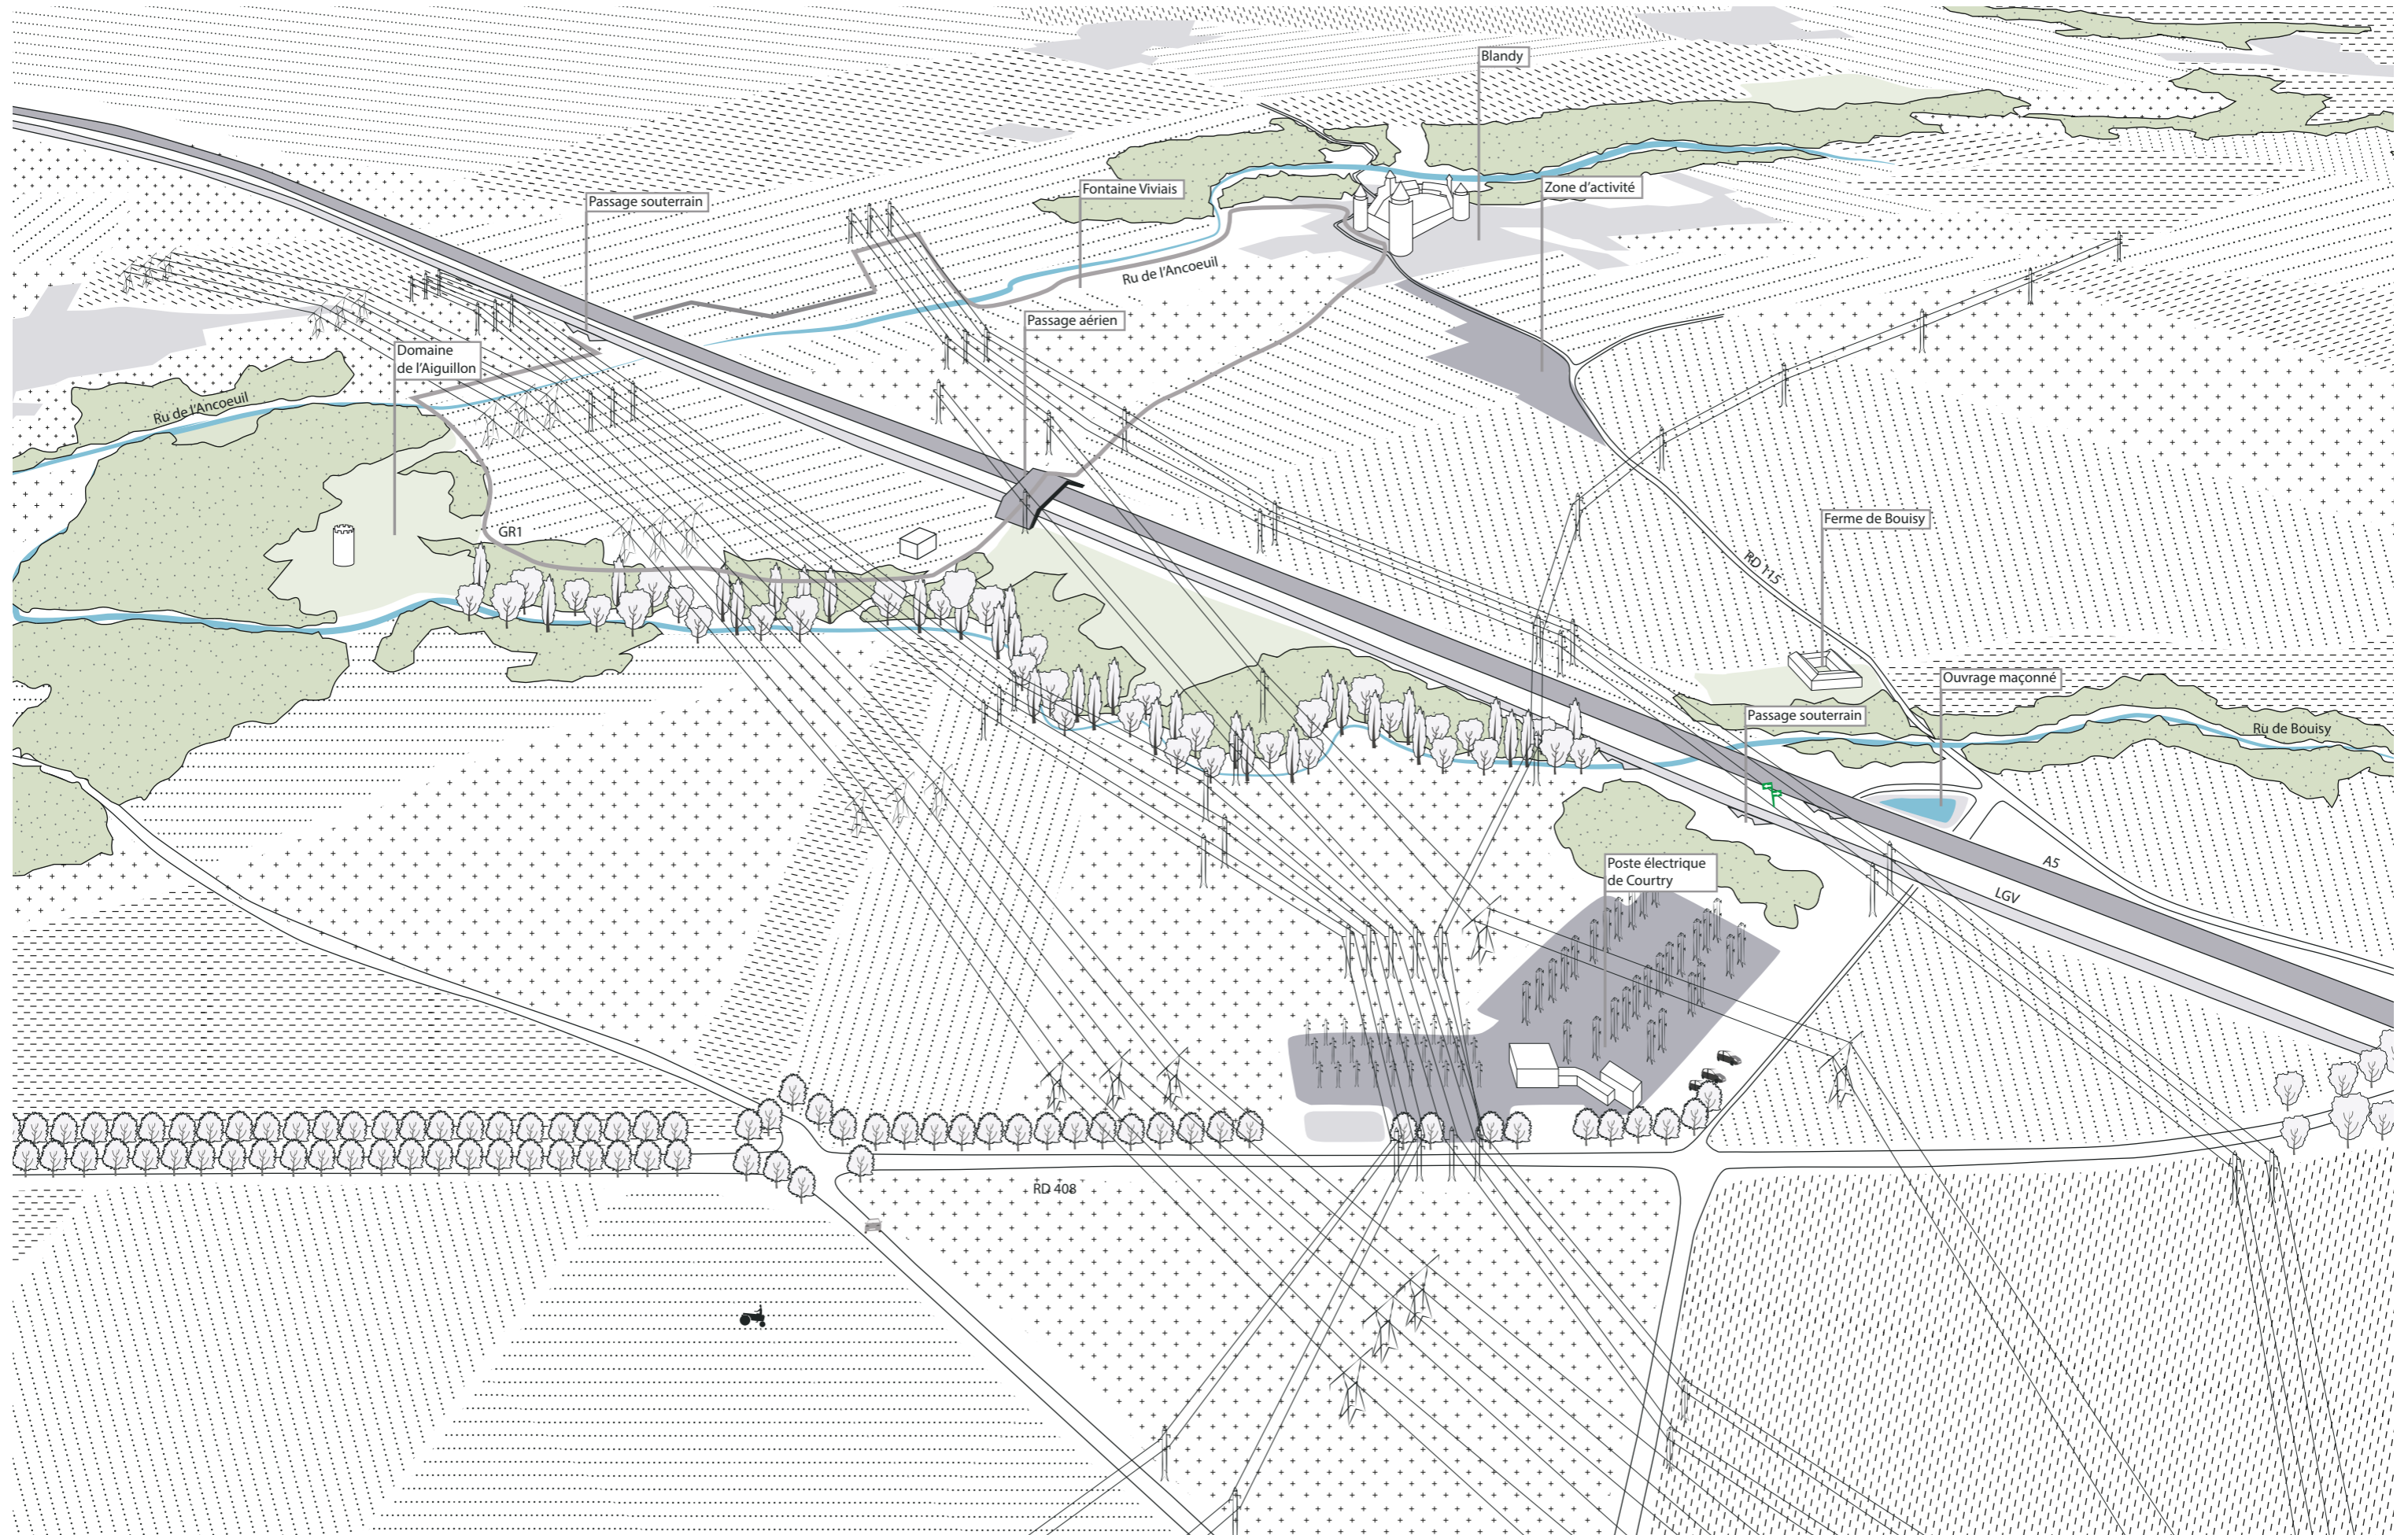 Blandy
Passage souterrain
Fontaine Viviais
Zone d’activité
Ru de l’Ancoeuil
Passage aérien
Domaine
de l’Aiguillon
Ru de l’Ancoeuil
GR1
Ferme de Bouisy
RD 115
Ouvrage maçonné
Passage souterrain
Ru de Bouisy
Poste électrique
de Courtry
A5
LGV
RD 408